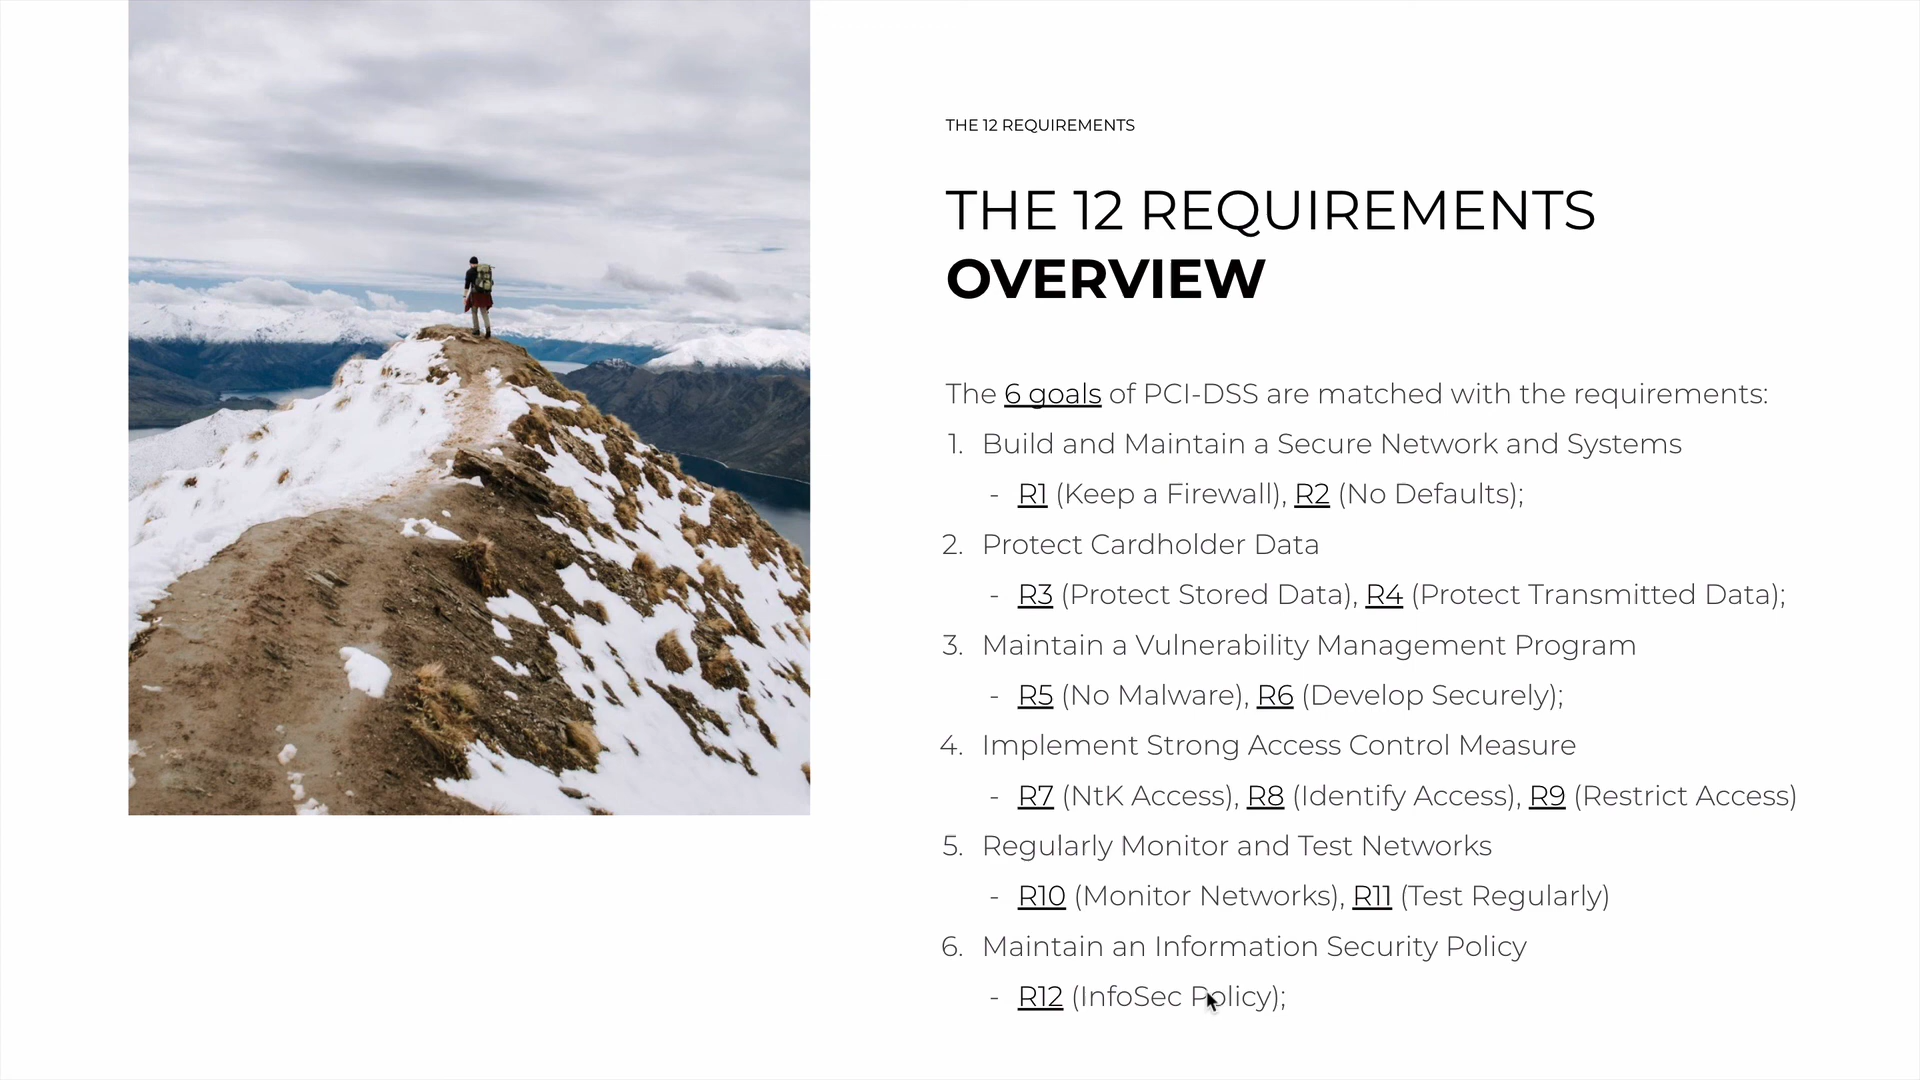 THE 12 REQUIREMENTS
THE 12 REQUIREMENTS
OVERVIEW
The 6 goals of PCI-DSS are matched with the requirements:
1. Build and Maintain a Secure Network and Systems
- R1 (Keep a Firewall), R2 (No Defaults);
2. Protect Cardholder Data
- R3 (Protect Stored Data), R4 (Protect Transmitted Data);
3. Maintain a Vulnerability Management Program
- R5 (No Malware), R6 (Develop Securely);
4. Implement Strong Access Control Measure
- R7 (NtK Access), R8 (Identify Access), R9 (Restrict Access)
5. Regularly Monitor and Test Networks
- R10 (Monitor Networks), R11 (Test Regularly)
6. Maintain an Information Security Policy
- R12 (InfoSec Policy);